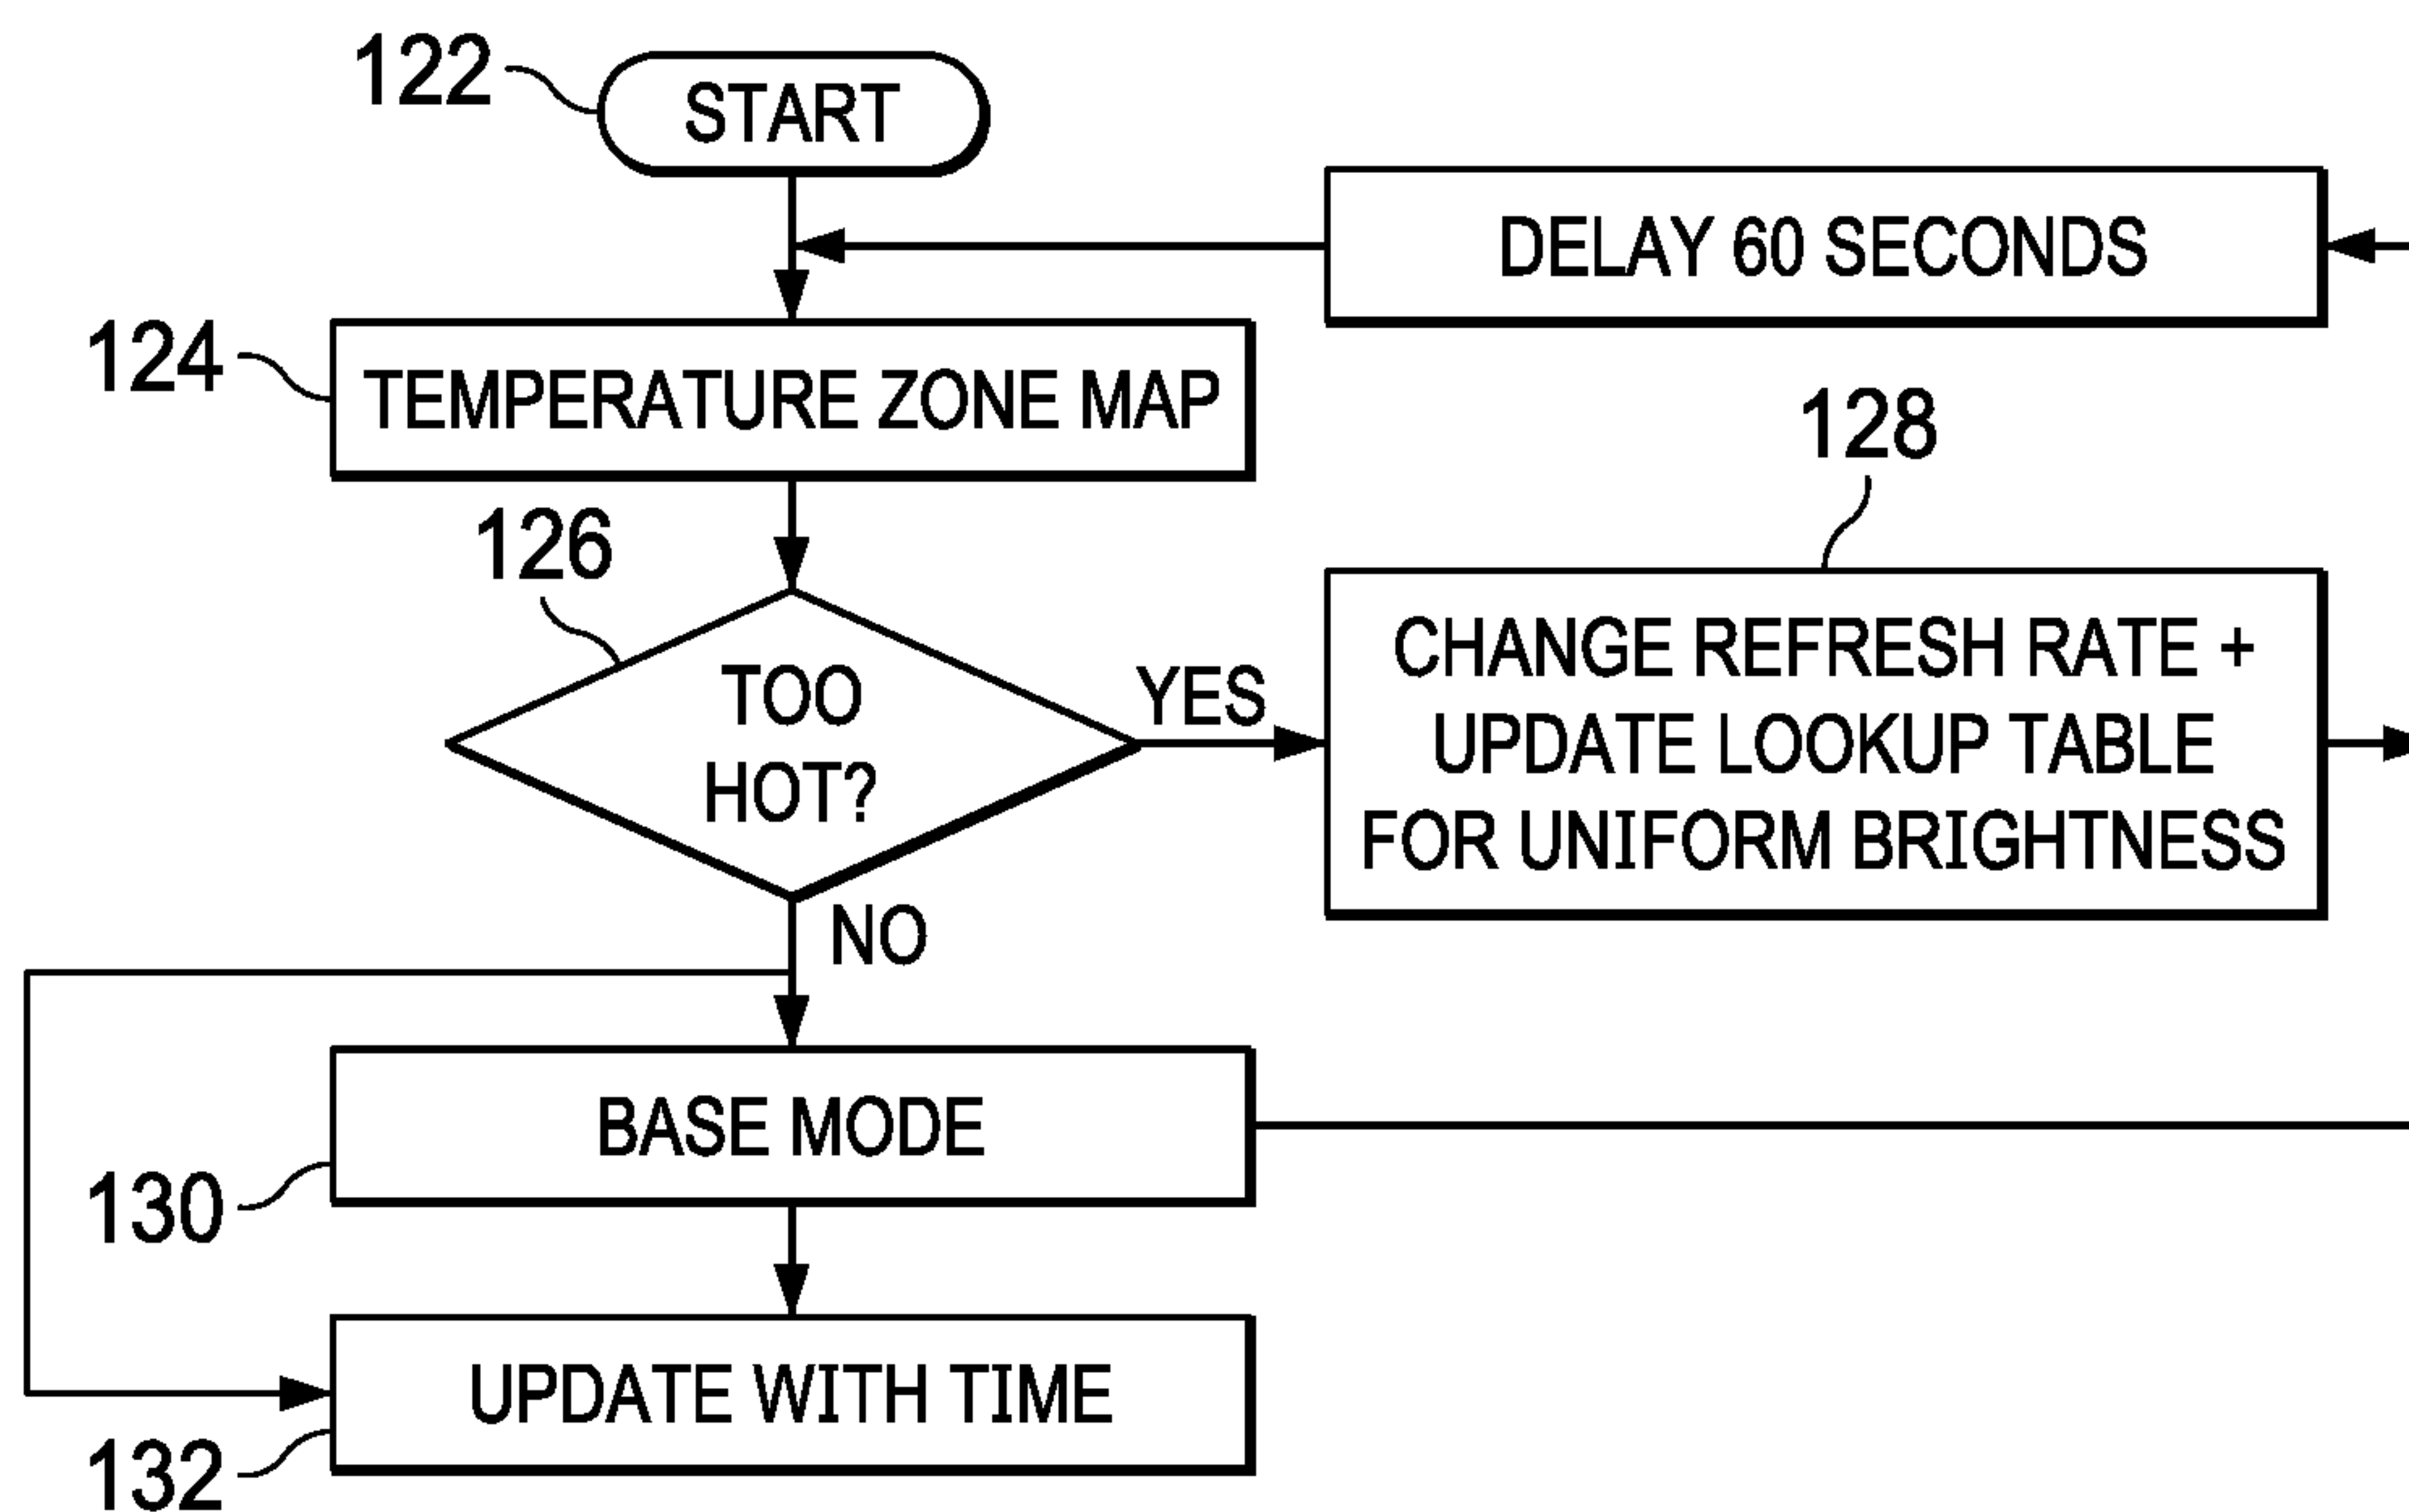 122
START
DELAY 60 SECONDS
124
TEMPERATURE ZONE MAP
128
126
TOO
HOT?
YES
CHANGE REFRESH RATE +
UPDATE LOOKUP TABLE
FOR UNIFORM BRIGHTNESS
NO
BASE MODE
130
UPDATE WITH TIME
132